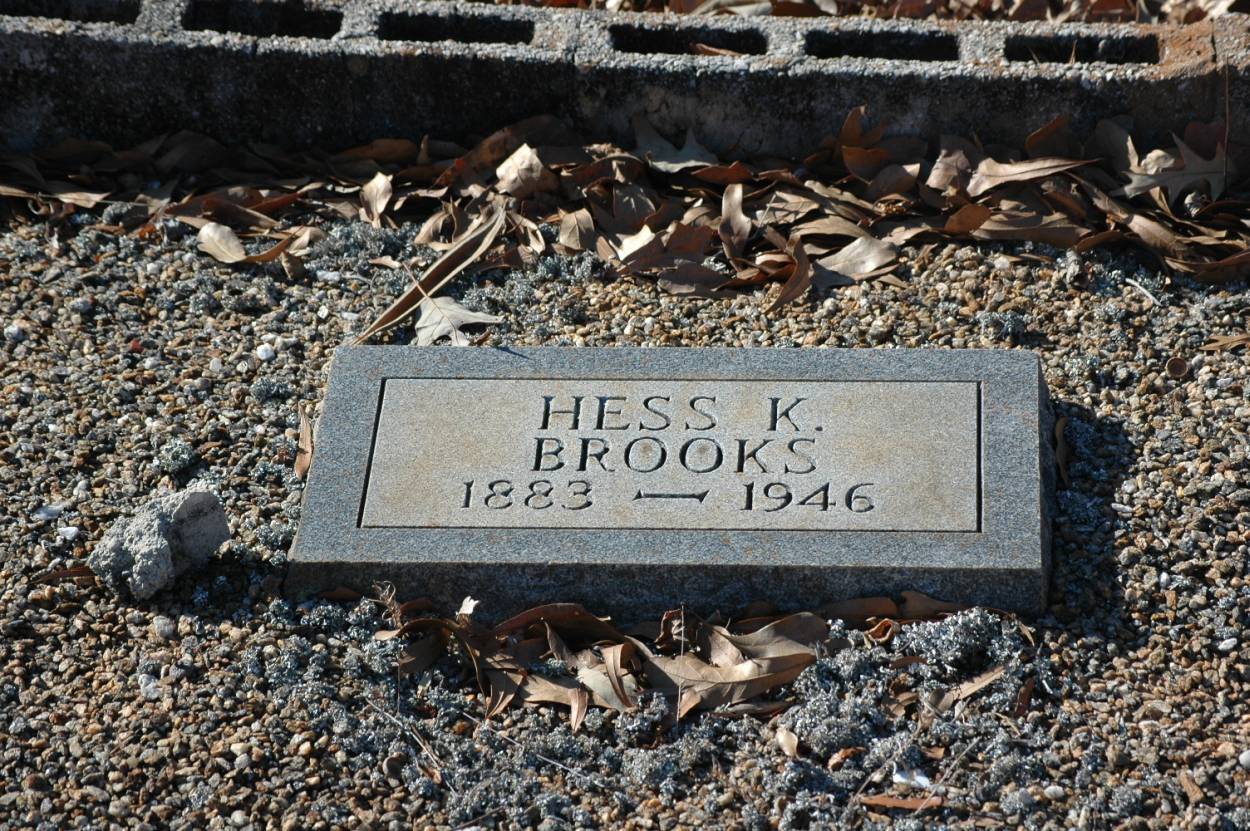 HESS K.
BROOKS
1883 — 1946